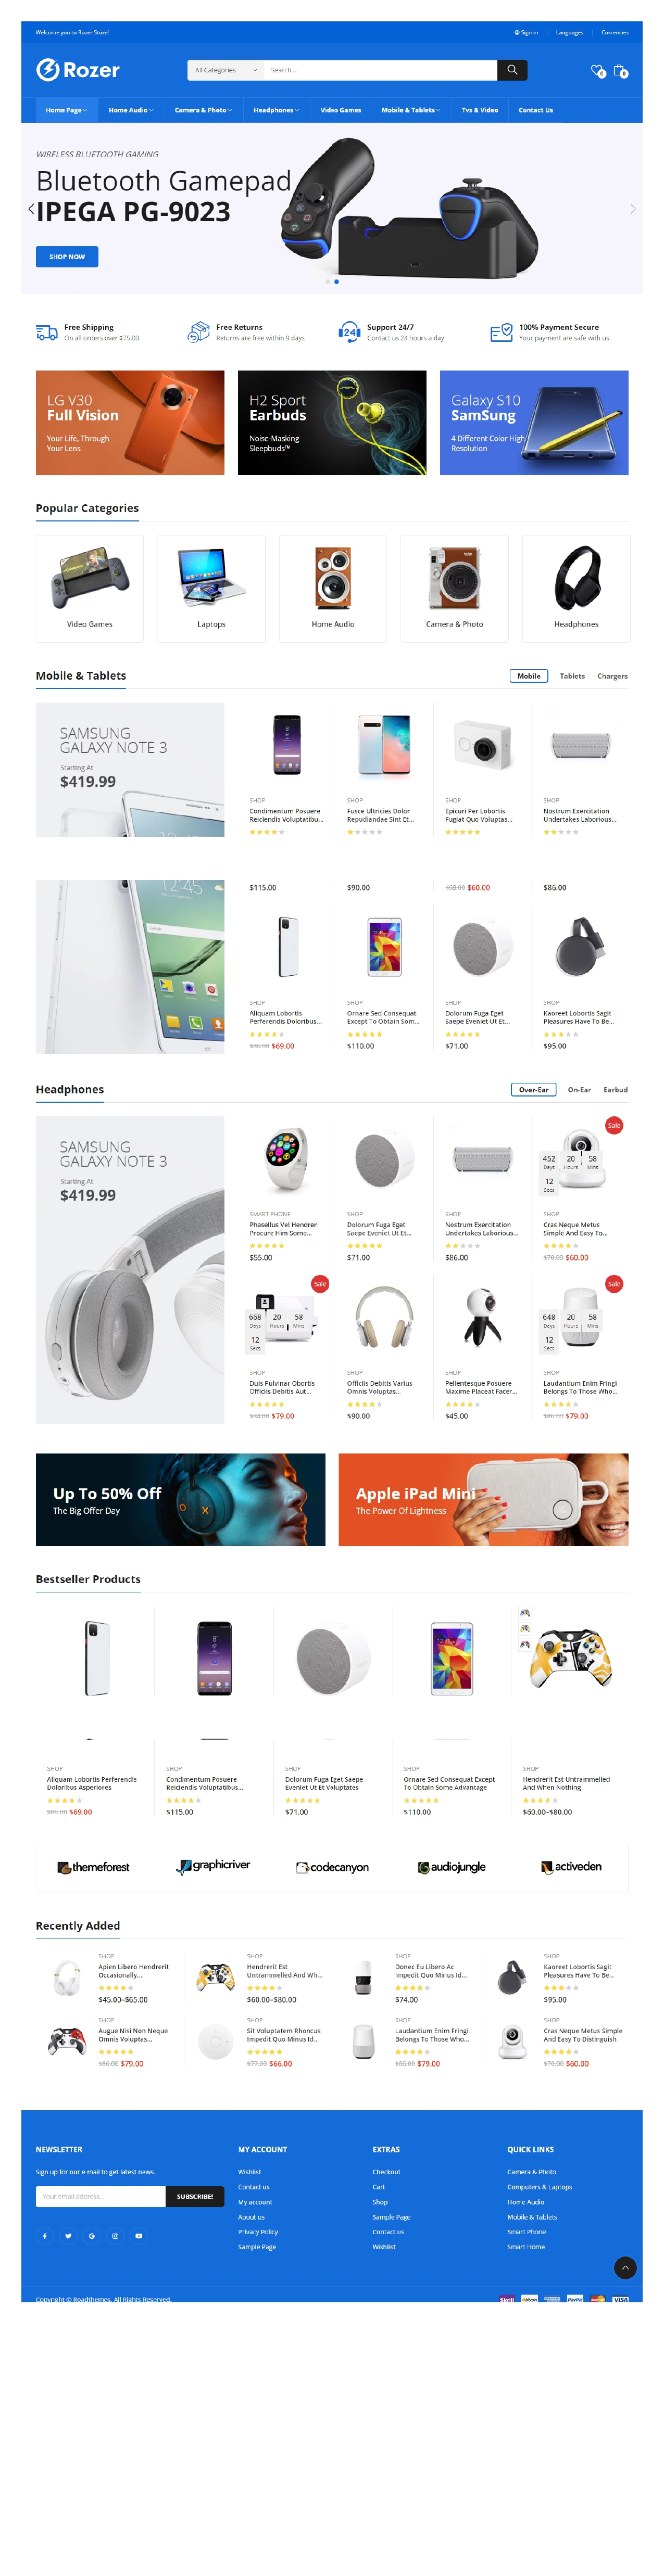 Welcome you to Rozer Store!
Sign in
Languages
Currencies
Rozer
All Categories
Search ...
0
0
Home Page
Home Audio
Camera & Photo
Headphones
Video Games
Mobile & Tablets
Tvs & Video
Contact Us
WIRELESS BLUETOOTH GAMING
Bluetooth Gamepad
IPEGA PG-9023
SHOP NOW
Free Shipping
On all orders over $75.00
Free Returns
Returns are free within 9 days
24
Support 24/7
Contact us 24 hours a day
100% Payment Secure
Your payment are safe with us.
LG V30
Full Vision
Your Life, Through
Your Lens
H2 Sport
Earbuds
Noise-Masking
Sleepbuds™
Galaxy S10
SamSung
4 Different Color High
Resolution
Popular Categories
Video Games
Laptops
Home Audio
Camera & Photo
Headphones
Mobile & Tablets
Mobile
Tablets
Chargers
SAMSUNG
GALAXY NOTE 3
Starting At
$419.99
SHOP
Condimentum Posuere
Reiciendis Voluptatibu...
SHOP
Fusce Ultricies Dolor
Repudiandae Sint Et...
SHOP
Epicuri Per Lobortis
Fugiat Quo Voluptas...
SHOP
Nostrum Exercitation
Undertakes Laborious...
12:45
Google
$115.00
$90.00
$68.00 $60.00
$86.00
SHOP
Aliquam Lobortis
Perferendis Doloribus...
$86.00 $69.00
SHOP
Ornare Sed Consequat
Except To Obtain Som...
$110.00
SHOP
Dolorum Fuga Eget
Saepe Eveniet Ut Et...
$71.00
SHOP
Kaoreet Lobortis Sagit
Pleasures Have To Be...
$95.00
Headphones
Over-Ear
On-Ear
Earbud
SAMSUNG
GALAXY NOTE 3
Starting At
$419.99
SMART PHONE
Phasellus Vel Hendreri
Procure Him Some...
$55.00
SHOP
Dolorum Fuga Eget
Saepe Eveniet Ut Et...
$71.00
SHOP
Nostrum Exercitation
Undertakes Laborious...
$86.00
Sale
452 20 58
Days Hours Mins
12
Secs
SHOP
Cras Neque Metus
Simple And Easy To...
$70.00 $60.00
Sale
668 20 58
Days Hours Mins
12
Secs
SHOP
Duis Pulvinar Obortis
Officiis Debitis Aut...
$79.00
SHOP
Officiis Debitis Varius
Omnis Voluptas...
$90.00
SHOP
Pellentesque Posuere
Maxime Placeat Facer...
$45.00
Sale
648 20 58
Days Hours Mins
12
Secs
SHOP
Laudantium Enim Fringi
Belongs To Those Who...
$86.00 $79.00
Up To 50% Off
The Big Offer Day
Apple iPad Mini
The Power Of Lightness
Bestseller Products
SHOP
Aliquam Lobortis Perferendis
Doloribus Asperiores
$86.00 $69.00
SHOP
Condimentum Posuere
Reiciendis Voluptatibus...
$115.00
SHOP
Dolorum Fuga Eget Saepe
Eveniet Ut Et Voluptates
$71.00
SHOP
Ornare Sed Consequat Except
To Obtain Some Advantage
$110.00
SHOP
Hendrerit Est Untrammelled
And When Nothing
$60.00–$80.00
themeforest
graphicriver
codecanyon
audiojungle
activeden
Recently Added
SHOP
Apien Libero Hendrerit
Occasionally...
$45.00–$65.00
SHOP
Hendrerit Est
Untrammelled And Wh...
$60.00–$80.00
SHOP
Donec Eu Libero Ac
Impedit Quo Minus Id...
$74.00
SHOP
Kaoreet Lobortis Sagit
Pleasures Have To Be...
$95.00
SHOP
Augue Nisi Non Neque
Omnis Voluptas...
$86.00 $79.00
SHOP
Sit Voluptatem Rhoncus
Impedit Quo Minus Id...
$77.00 $66.00
SHOP
Laudantium Enim Fringi
Belongs To Those Who...
$86.00 $79.00
SHOP
Cras Neque Metus Simple
And Easy To Distinguish
$70.00 $60.00
NEWSLETTER
Sign up for our e-mail to get latest news.
Your email address...
SUBSCRIBE!
MY ACCOUNT
Wishlist
Contact us
My account
About us
Privacy Policy
Sample Page
EXTRAS
Checkout
Cart
Shop
Sample Page
Contact us
Wishlist
QUICK LINKS
Camera & Photo
Computers & Laptops
Home Audio
Mobile & Tablets
Smart Phone
Smart Home
Copyright © Roadthemes. All Rights Reserved.
Skrill
PayPal
VISA